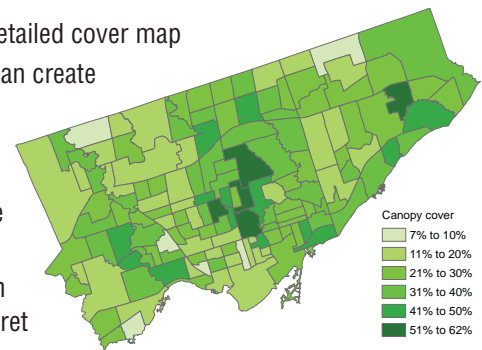 etailed cover map
an create
e
n
ret
Canopy cover
7% to 10%
11% to 20%
21% to 30%
31% to 40%
41% to 50%
51% to 62%